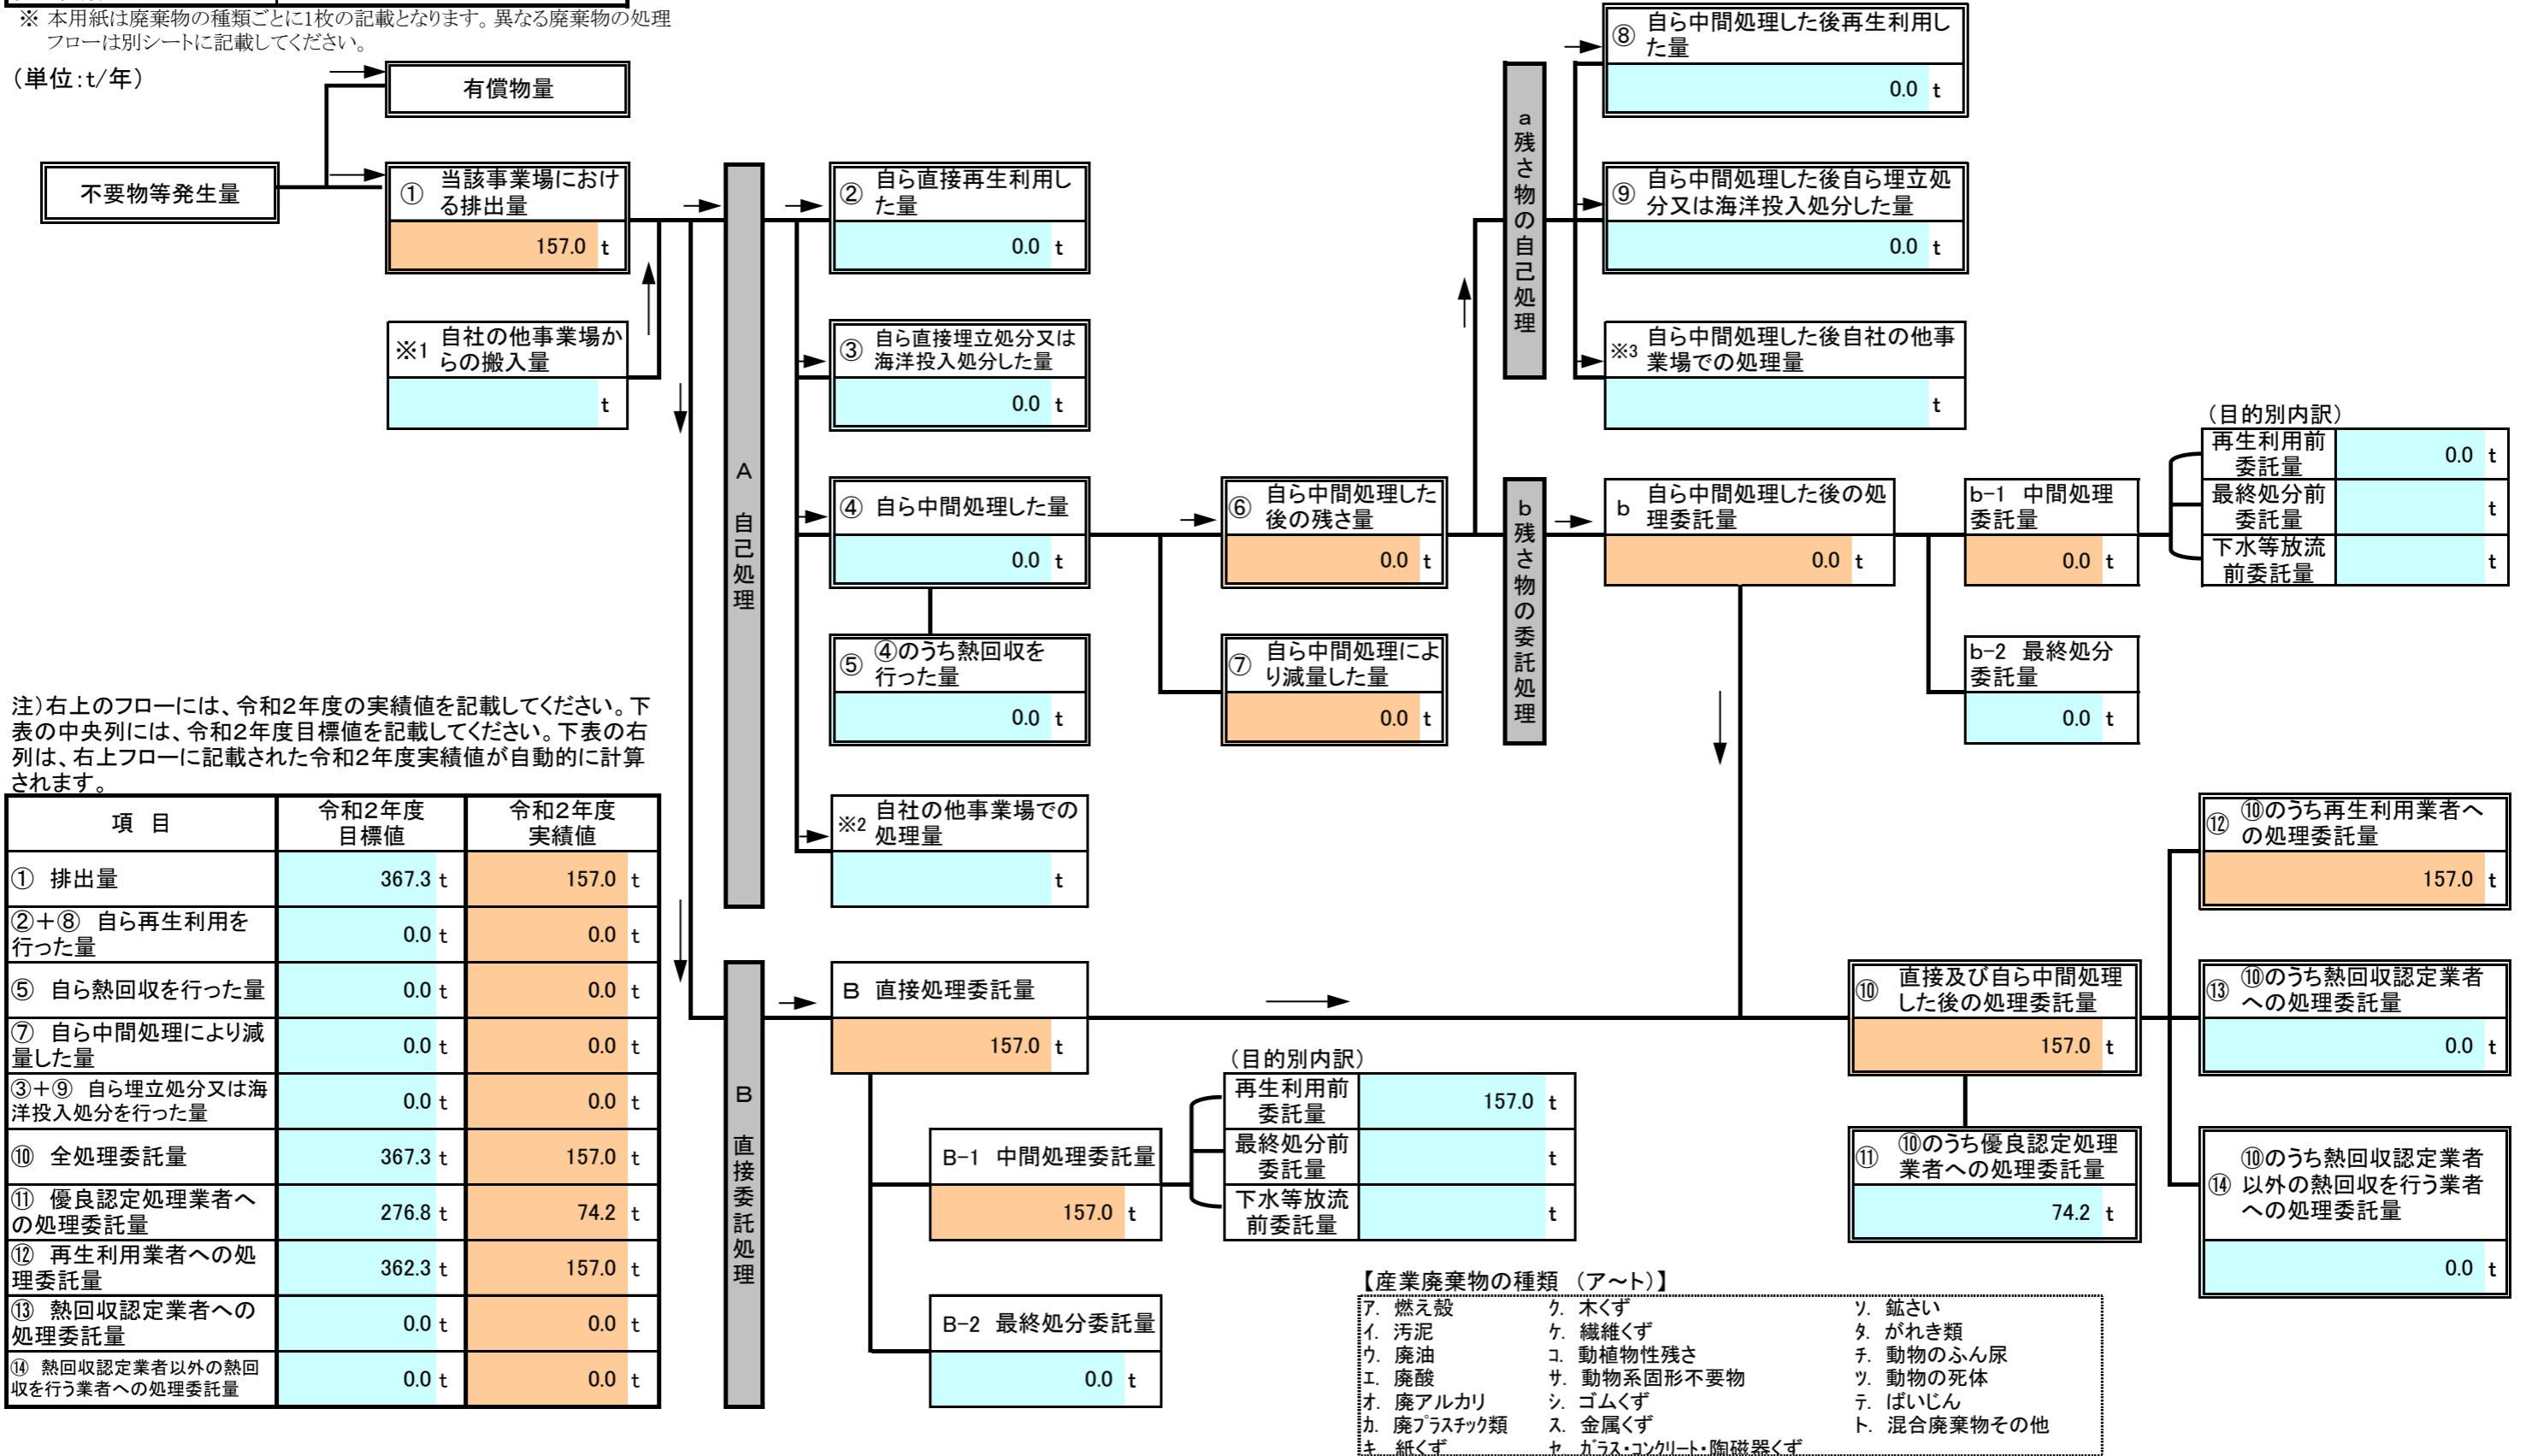 ※ 本用紙は廃棄物の種類ごとに1枚の記載となります。異なる廃棄物の処理
フローは別シートに記載してください。
(単位:t/年)
有償物量
不要物等発生量
① 当該事業場におけ
る排出量
157.0 t
※1 自社の他事業場か
らの搬入量
t
A 自己処理
② 自ら直接再生利用し
た量
0.0 t
③ 自ら直接埋立処分又は
海洋投入処分した量
0.0 t
④ 自ら中間処理した量
0.0 t
⑤ ④のうち熱回収を
行った量
0.0 t
※2 自社の他事業場での
処理量
t
⑥ 自ら中間処理した
後の残さ量
0.0 t
⑦ 自ら中間処理によ
り減量した量
0.0 t
a 残さ物の自己処理
⑧ 自ら中間処理した後再生利用し
た量
0.0 t
⑨ 自ら中間処理した後自ら埋立処
分又は海洋投入処分した量
0.0 t
※3 自ら中間処理した後自社の他事
業場での処理量
t
b 残さ物の委託処理
b 自ら中間処理した後の処
理委託量
0.0 t
b-1 中間処理
委託量
0.0 t
(目的別内訳)
再生利用前
委託量
0.0 t
最終処分前
委託量
t
下水等放流
前委託量
t
b-2 最終処分
委託量
0.0 t
注)右上のフローには、令和2年度の実績値を記載してください。下
表の中央列には、令和2年度目標値を記載してください。下表の右
列は、右上フローに記載された令和2年度実績値が自動的に計算
されます。
項 目
令和2年度
目標値
令和2年度
実績値
① 排出量
367.3 t
157.0 t
②+⑧ 自ら再生利用を
行った量
0.0 t
0.0 t
⑤ 自ら熱回収を行った量
0.0 t
0.0 t
⑦ 自ら中間処理により減
量した量
0.0 t
0.0 t
③+⑨ 自ら埋立処分又は海
洋投入処分を行った量
0.0 t
0.0 t
⑩ 全処理委託量
367.3 t
157.0 t
⑪ 優良認定処理業者へ
の処理委託量
276.8 t
74.2 t
⑫ 再生利用業者への処
理委託量
362.3 t
157.0 t
⑬ 熱回収認定業者への
処理委託量
0.0 t
0.0 t
⑭ 熱回収認定業者以外の熱回
収を行う業者への処理委託量
0.0 t
0.0 t
B 直接委託処理
B 直接処理委託量
157.0 t
B-1 中間処理委託量
157.0 t
(目的別内訳)
再生利用前
委託量
157.0 t
最終処分前
委託量
t
下水等放流
前委託量
t
B-2 最終処分委託量
0.0 t
⑩ 直接及び自ら中間処理
した後の処理委託量
157.0 t
⑪ ⑩のうち優良認定処理
業者への処理委託量
74.2 t
⑫ ⑩のうち再生利用業者へ
の処理委託量
157.0 t
⑬ ⑩のうち熱回収認定業者
への処理委託量
0.0 t
⑭ ⑩のうち熱回収認定業者
以外の熱回収を行う業者
への処理委託量
0.0 t
【産業廃棄物の種類 (ア～ト)】
ア. 燃え殻
イ. 汚泥
ウ. 廃油
エ. 廃酸
オ. 廃アルカリ
カ. 廃プラスチック類
キ. 紙くず
ク. 木くず
ケ. 繊維くず
コ. 動植物性残さ
サ. 動物系固形不要物
シ. ゴムくず
ス. 金属くず
セ. ガラス・コンクリート・陶磁器くず
ソ. 鉱さい
タ. がれき類
チ. 動物のふん尿
ツ. 動物の死体
テ. ばいじん
ト. 混合廃棄物その他